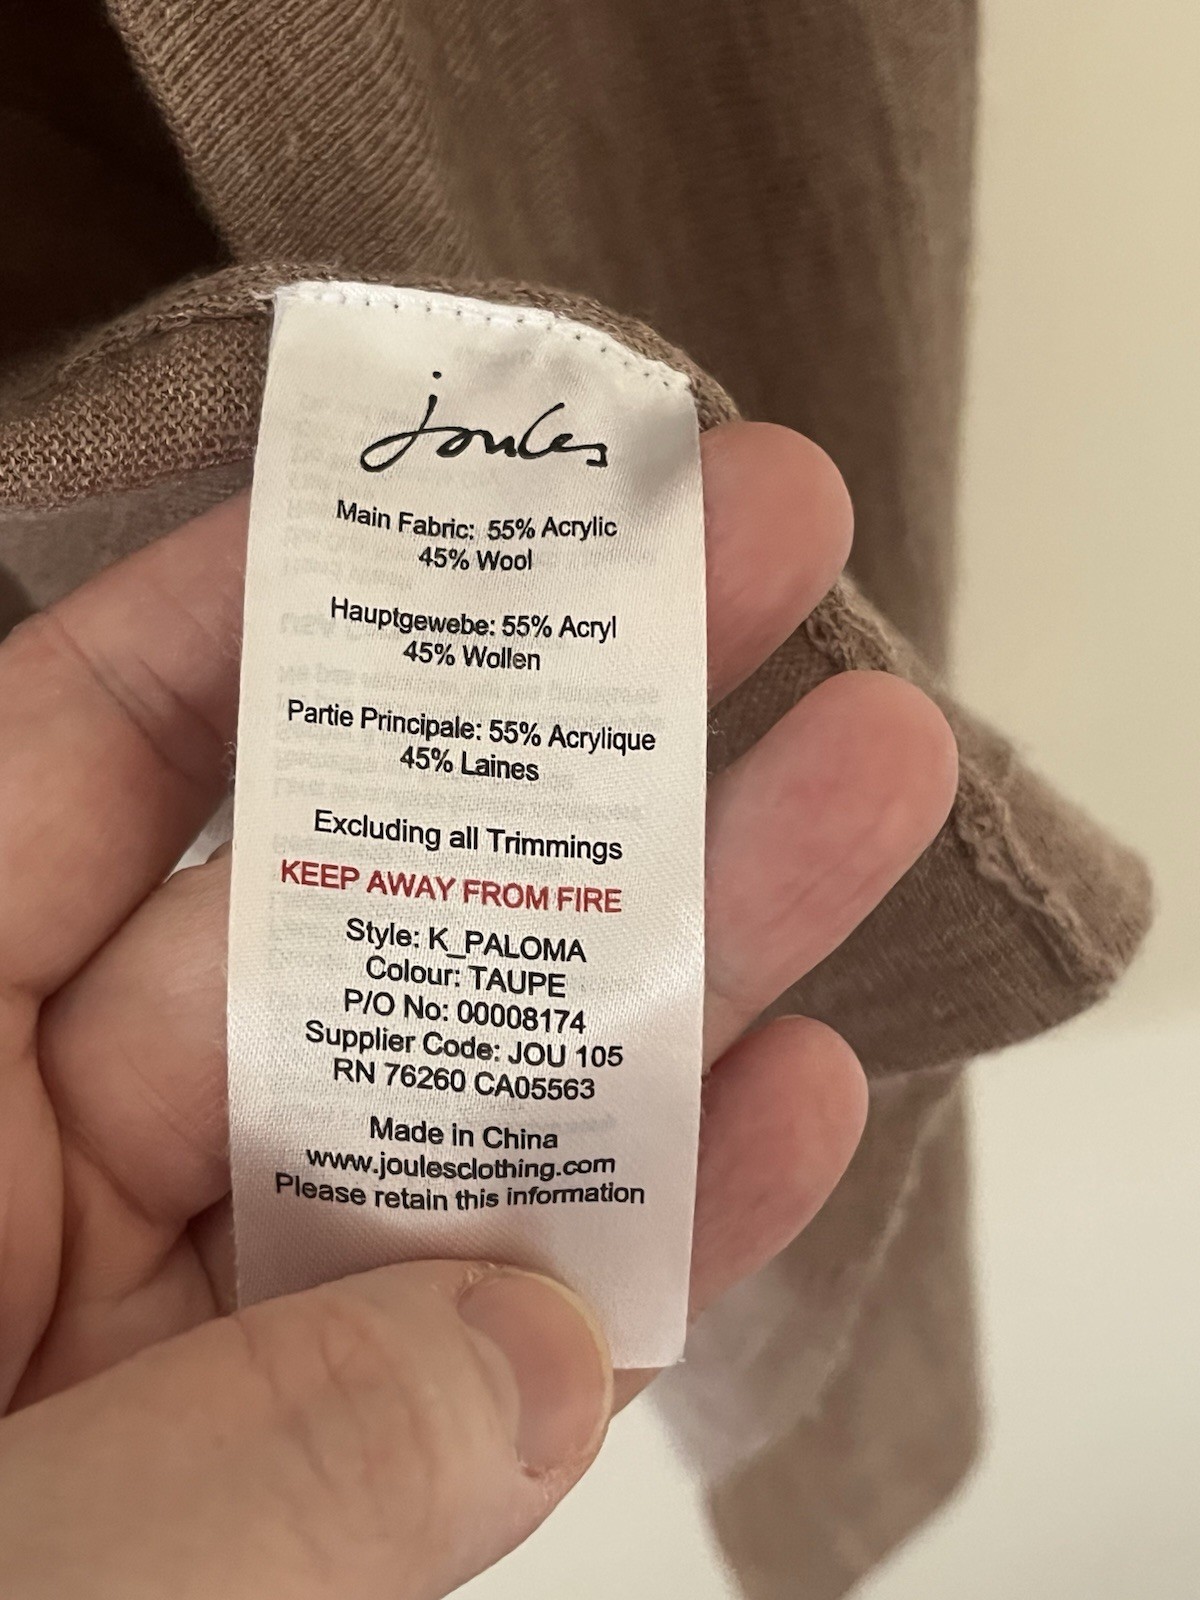 joules
Main Fabric: 55% Acrylic
45% Wool
Hauptgewebe: 55% Acryl
45% Wollen
Partie Principale: 55% Acrylique
45% Laines
Excluding all Trimmings
KEEP AWAY FROM FIRE
Style: K_PALOMA
Colour: TAUPE
P/O No: 00008174
Supplier Code: JOU 105
RN 76260 CA05563
Made in China
www.joulesclothing.com
Please retain this information